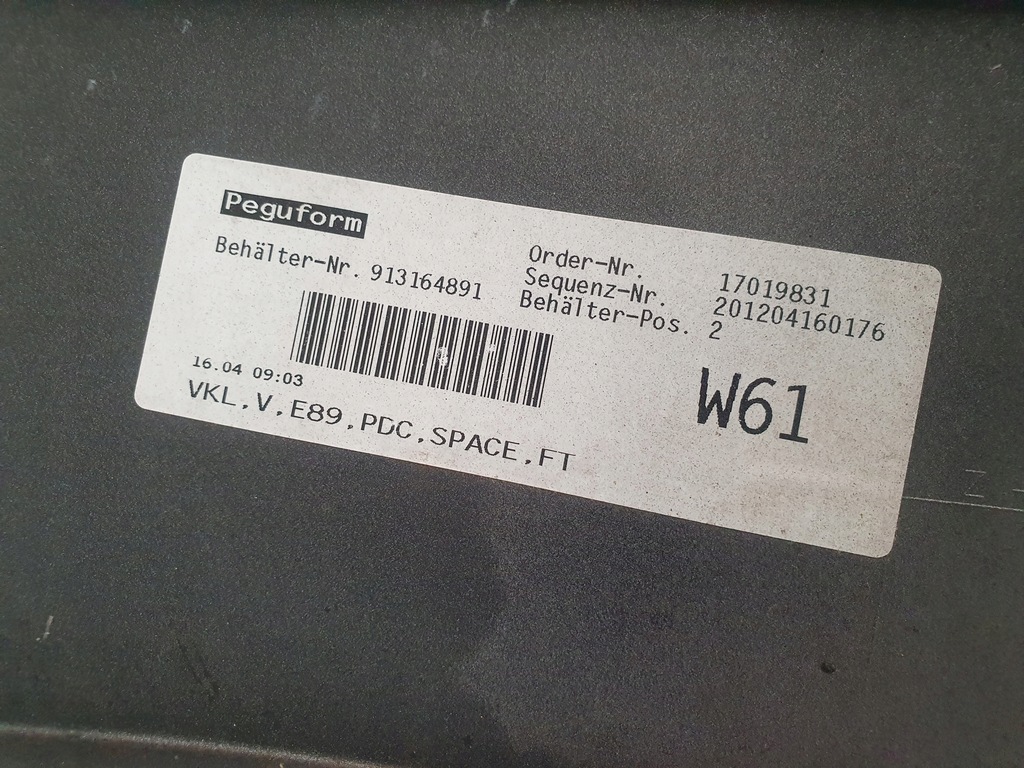 Peguform
Behälter-Nr. 913164891
Order-Nr. 17019831
Sequenz-Nr. 201204160176
Behälter-Pos. 2
16.04 09:03
VKL,V,E89,PDC,SPACE,FT
W61